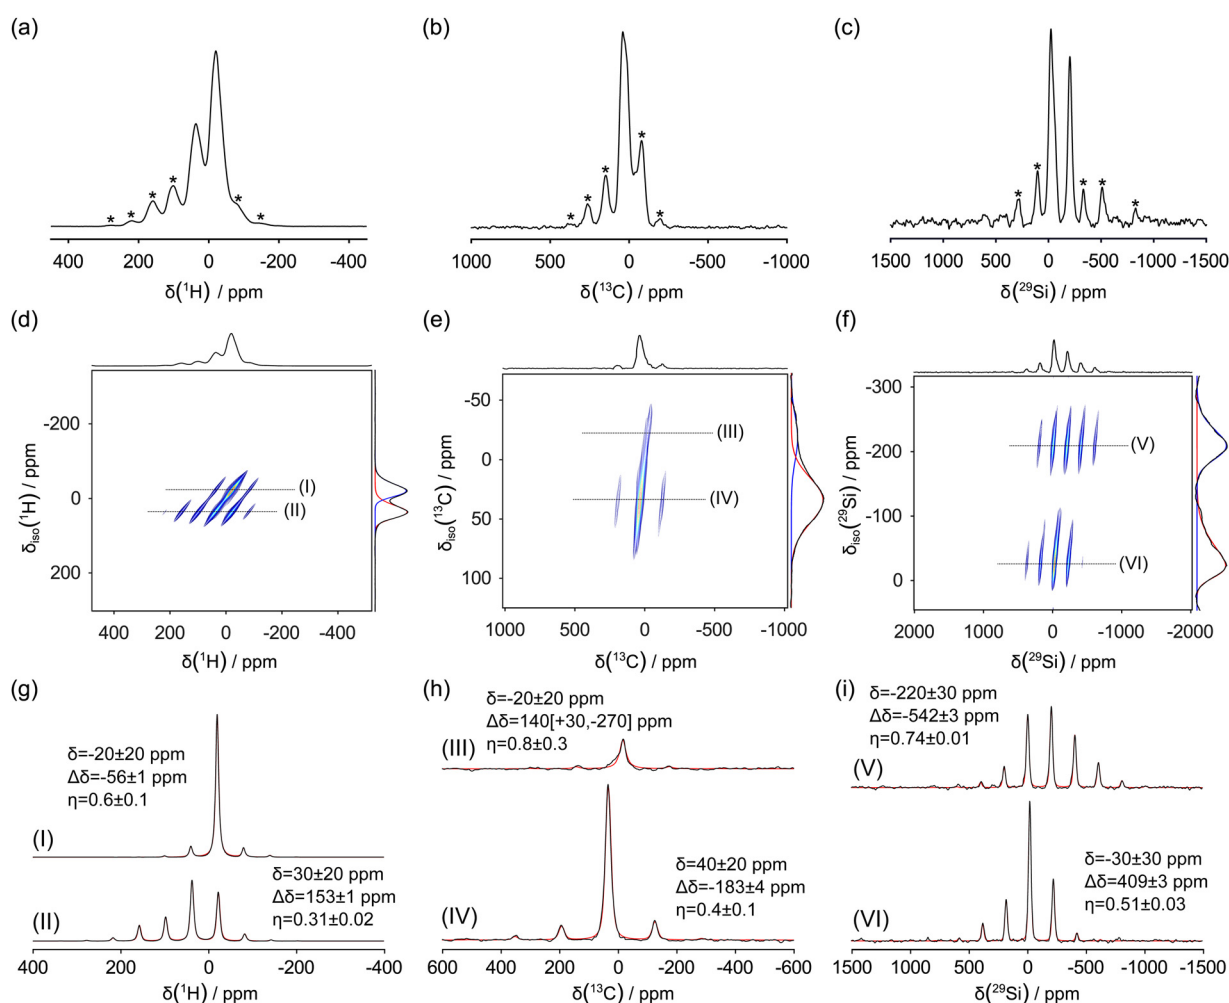 (a)
(b)
(c)
* * * * * *
* * * * *
* * * * *
400 200 0 -200 -400
1000 500 0 -500 -1000
1500 1000 500 0 -500 -1000 -1500
δ(¹H) / ppm
δ(¹³C) / ppm
δ(²⁹Si) / ppm
(d)
(e)
(f)
-200
0
200
δiso(¹H) / ppm
(I)
(II)
400 200 0 -200 -400
δ(¹H) / ppm
-50
0
50
100
δiso(¹³C) / ppm
(III)
(IV)
1000 500 0 -500 -1000
δ(¹³C) / ppm
-300
-200
-100
0
δiso(²⁹Si) / ppm
(V)
(VI)
2000 1000 0 -1000 -2000
δ(²⁹Si) / ppm
(g)
δ=-20±20 ppm
Δδ=-56±1 ppm
η=0.6±0.1
(I)
δ=30±20 ppm
Δδ=153±1 ppm
η=0.31±0.02
(II)
400 200 0 -200 -400
δ(¹H) / ppm
(h)
δ=-20±20 ppm
Δδ=140[+30,-270] ppm
η=0.8±0.3
(III)
δ=40±20 ppm
Δδ=-183±4 ppm
η=0.4±0.1
(IV)
600 400 200 0 -200 -400 -600
δ(¹³C) / ppm
(i)
δ=-220±30 ppm
Δδ=-542±3 ppm
η=0.74±0.01
(V)
δ=-30±30 ppm
Δδ=409±3 ppm
η=0.51±0.03
(VI)
1500 1000 500 0 -500 -1000 -1500
δ(²⁹Si) / ppm